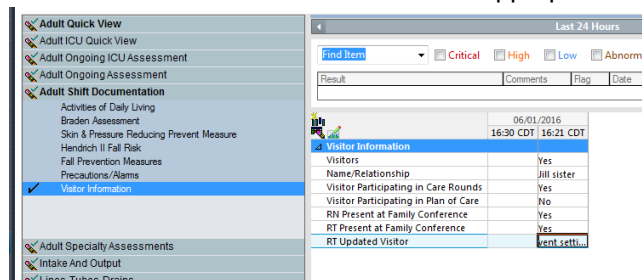 Adult Quick View
Adult ICU Quick View
Adult Ongoing ICU Assessment
Adult Ongoing Assessment
Adult Shift Documentation
Activities of Daily Living
Braden Assessment
Skin & Pressure Reducing Prevent Measure
Hendrich II Fall Risk
Fall Prevention Measures
Precautions/Alarms
Visitor Information
Adult Specialty Assessments
Intake And Output
Last 24 Hours
Find Item Critical High Low Abnorm
Result Comments Flag Date
06/01/2016
16:30 CDT 16:21 CDT
Visitor Information
Visitors Yes
Name/Relationship Jill sister
Visitor Participating in Care Rounds Yes
Visitor Participating in Plan of Care No
RN Present at Family Conference Yes
RT Present at Family Conference Yes
RT Updated Visitor vent setti...